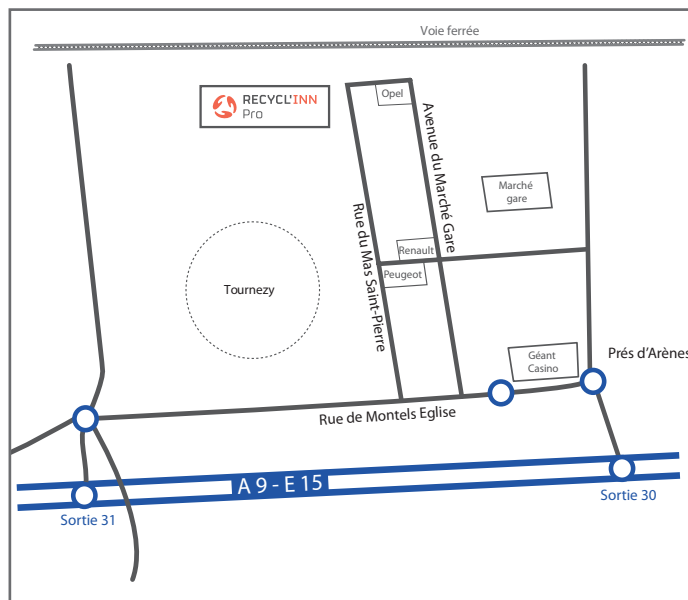 Voie ferrée
RECYCL'INN
Pro
Opel
Avenue du Marché Gare
Marché
gare
Rue du Mas Saint-Pierre
Renault
Peugeot
Tournezy
Géant
Casino
Prés d'Arènes
Rue de Montels Eglise
A 9 - E 15
Sortie 31
Sortie 30